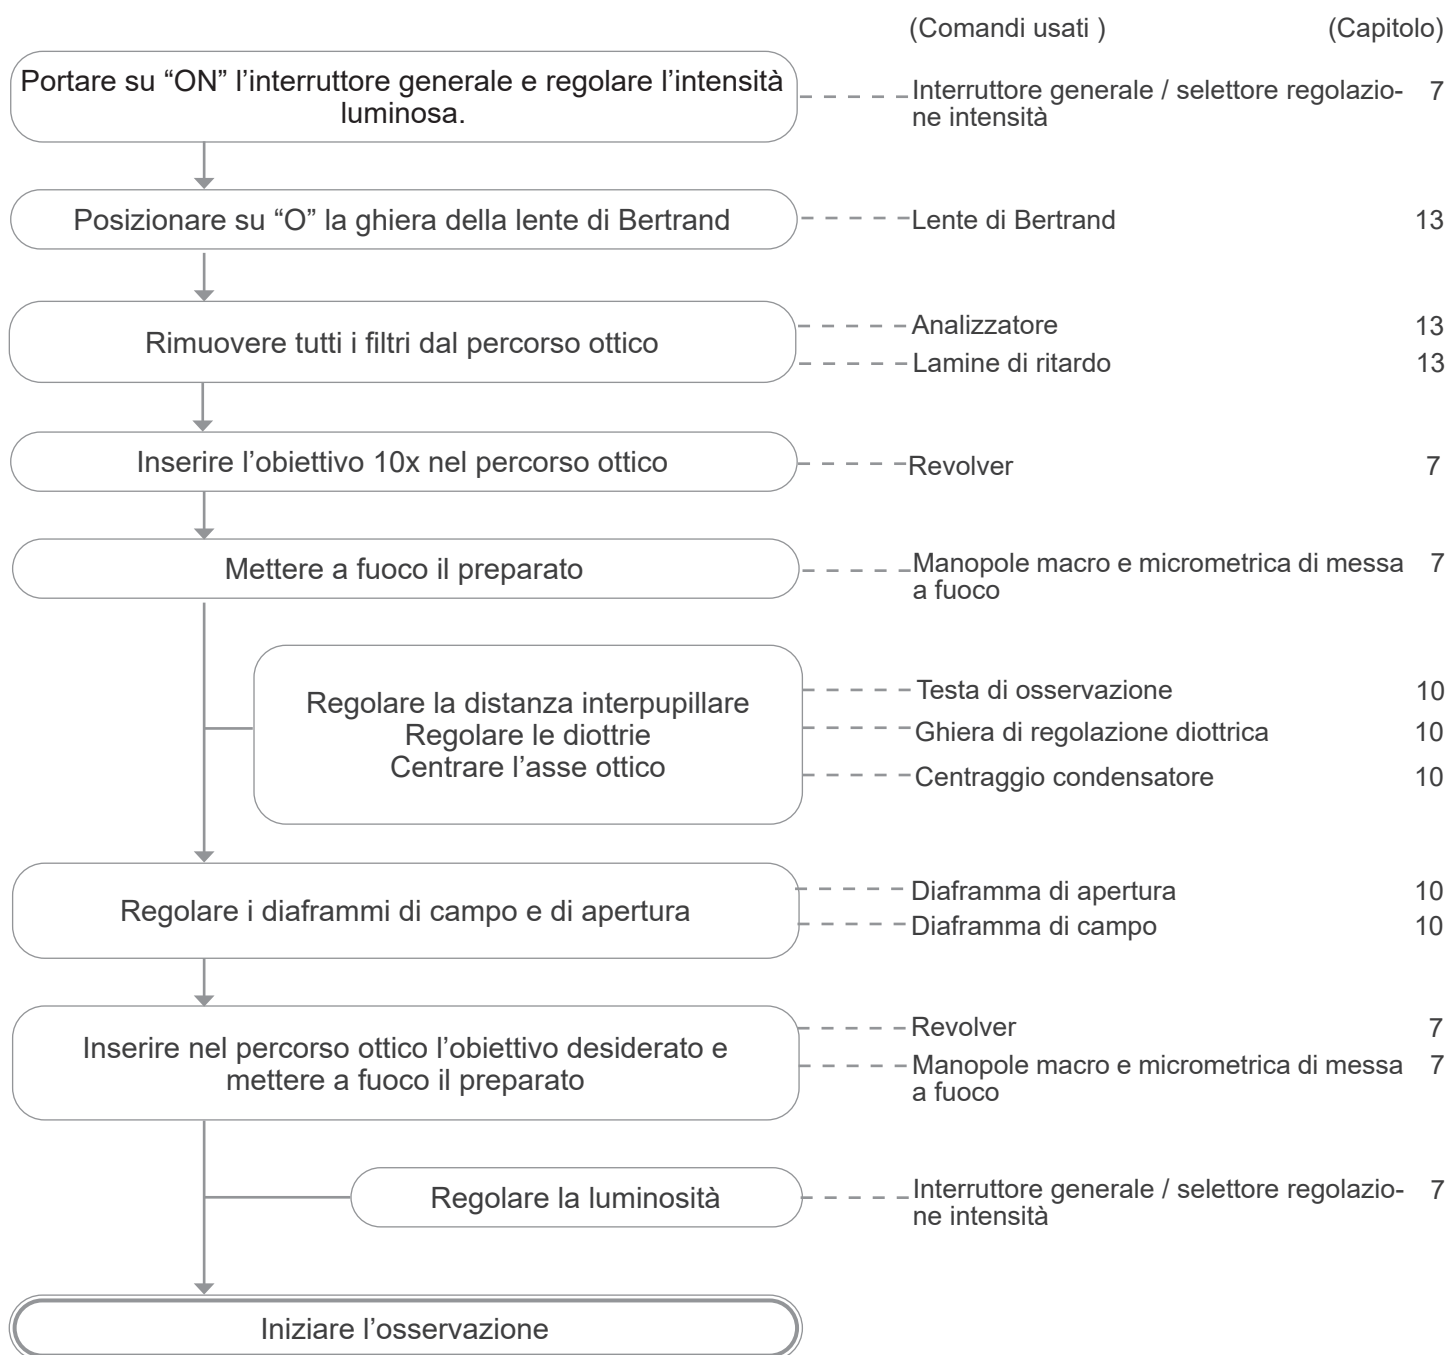 (Comandi usati ) (Capitolo)
Portare su “ON” l’interruttore generale e regolare l’intensità
luminosa.
Interruttore generale / selettore regolazio- 7
ne intensità
Posizionare su “O” la ghiera della lente di Bertrand
Lente di Bertrand 13
Rimuovere tutti i filtri dal percorso ottico
Analizzatore 13
Lamine di ritardo 13
Inserire l’obiettivo 10x nel percorso ottico
Revolver 7
Mettere a fuoco il preparato
Manopole macro e micrometrica di messa 7
a fuoco
Regolare la distanza interpupillare
Regolare le diottrie
Centrare l’asse ottico
Testa di osservazione 10
Ghiera di regolazione diottrica 10
Centraggio condensatore 10
Regolare i diaframmi di campo e di apertura
Diaframma di apertura 10
Diaframma di campo 10
Inserire nel percorso ottico l’obiettivo desiderato e
mettere a fuoco il preparato
Revolver 7
Manopole macro e micrometrica di messa 7
a fuoco
Regolare la luminosità
Interruttore generale / selettore regolazio- 7
ne intensità
Iniziare l’osservazione